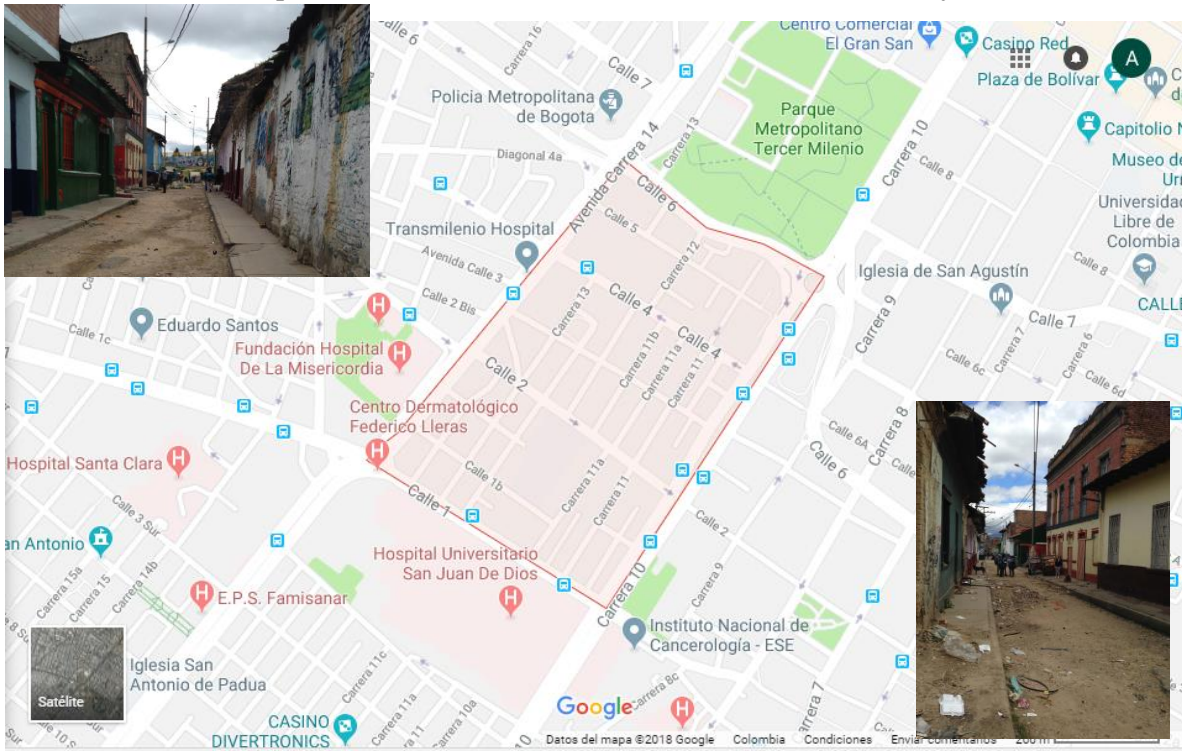 Centro Comercial
El Gran San
Casino Red
Plaza de Bolívar
A
Carrera 16
Calle 6
Calle 7
Policia Metropolitana
de Bogota
Parque
Metropolitano
Tercer Milenio
Carrera 13
Carrera 10
Capitolio N
Calle 8
Museo de
Ur
Universidad
Libre de
Colombia
Diagonal 4a
Avenida Carrera 14
Calle 6
Calle 5
Transmilenio Hospital
Avenida Calle 3
Carrera 12
Iglesia de San Agustín
Calle 8
CALLE
Calle 2 Bis
Calle 4
Carrera 13
Carrera 9
Calle 7
Calle 1c
Eduardo Santos
Fundación Hospital
De La Misericordia
Calle 4
Carrera 11b
Carrera 11a
Carrera 11
Carrera 7
Carrera 6
Calle 6c
Calle 6d
Calle 2
Centro Dermatológico
Federico Lleras
Carrera 8
Calle 6A
Calle 6
Calle
Hospital Santa Clara
Calle 1b
Carrera 11a
Carrera 11
Calle 1
Calle 3 Sur
Calle 2
an Antonio
Hospital Universitario
San Juan De Dios
Carrera 15a
Carrera 15
Carrera 14b
Carrera 9
E.P.S. Famisanar
Carrera 10
Instituto Nacional de
Cancerología - ESE
Iglesia San
Antonio de Padua
Satélite
Carrera 11c
Carrera 8c
Carrera 7
Carrera 11a
Carrera 10a
Google
CASINO
DIVERTRONICS
Datos del mapa ©2018 Google Colombia Condiciones Enviar comentarios 200 m